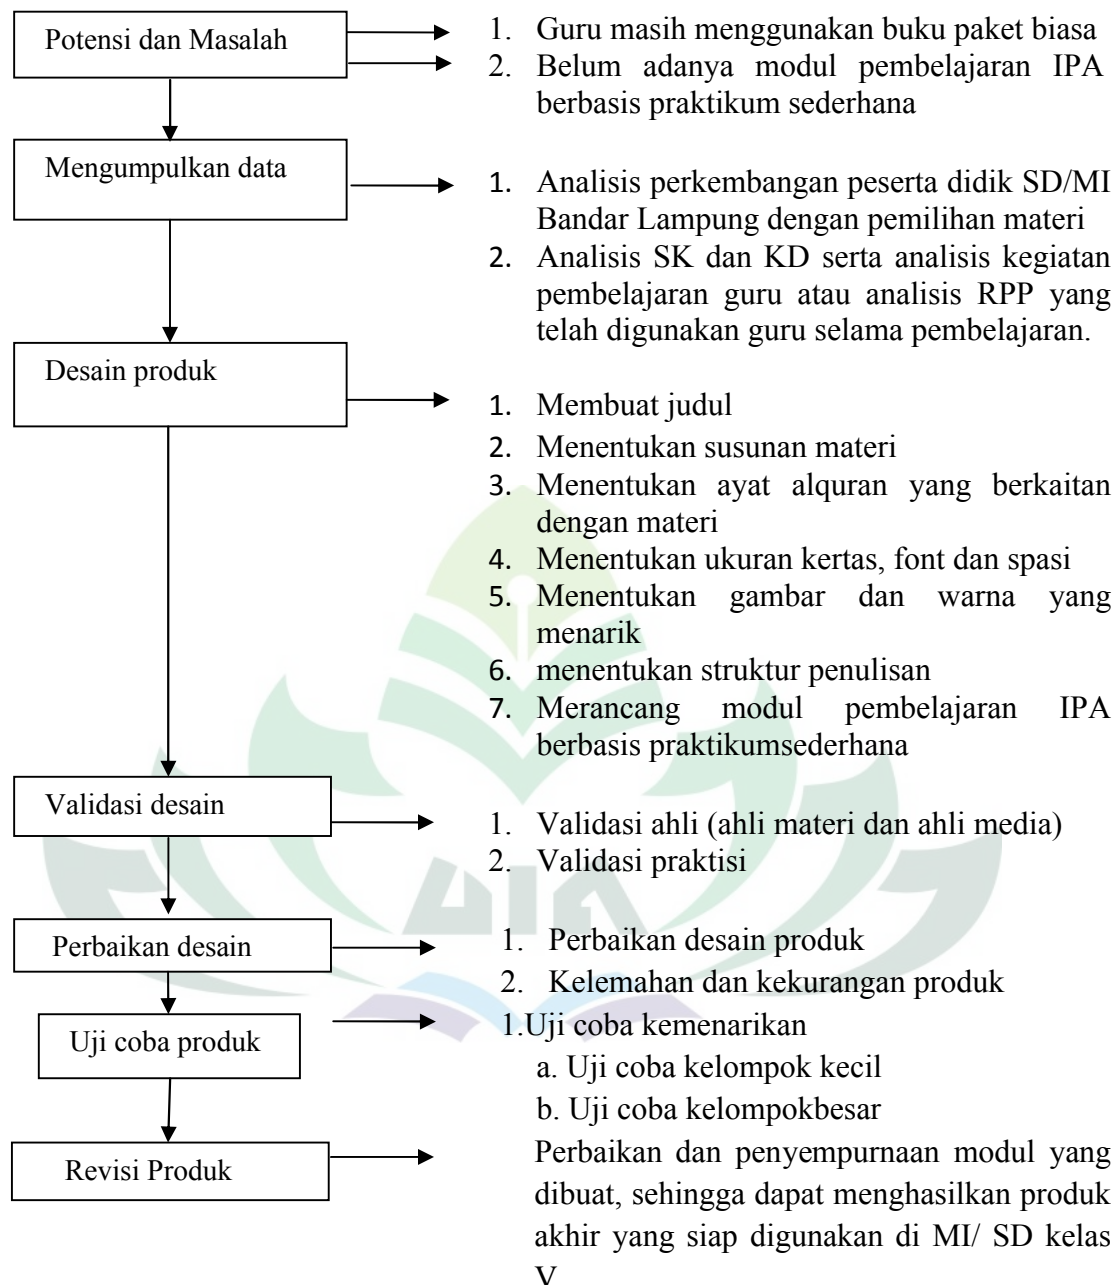 Potensi dan Masalah
1. Guru masih menggunakan buku paket biasa
2. Belum adanya modul pembelajaran IPA
berbasis praktikum sederhana
Mengumpulkan data
1. Analisis perkembangan peserta didik SD/MI
Bandar Lampung dengan pemilihan materi
2. Analisis SK dan KD serta analisis kegiatan
pembelajaran guru atau analisis RPP yang
telah digunakan guru selama pembelajaran.
Desain produk
1. Membuat judul
2. Menentukan susunan materi
3. Menentukan ayat alquran yang berkaitan
dengan materi
4. Menentukan ukuran kertas, font dan spasi
5. Menentukan gambar dan warna yang
menarik
6. menentukan struktur penulisan
7. Merancang modul pembelajaran IPA
berbasis praktikumsederhana
Validasi desain
1. Validasi ahli (ahli materi dan ahli media)
2. Validasi praktisi
Perbaikan desain
1. Perbaikan desain produk
2. Kelemahan dan kekurangan produk
Uji coba produk
1.Uji coba kemenarikan
a. Uji coba kelompok kecil
b. Uji coba kelompokbesar
Revisi Produk
Perbaikan dan penyempurnaan modul yang
dibuat, sehingga dapat menghasilkan produk
akhir yang siap digunakan di MI/ SD kelas
V